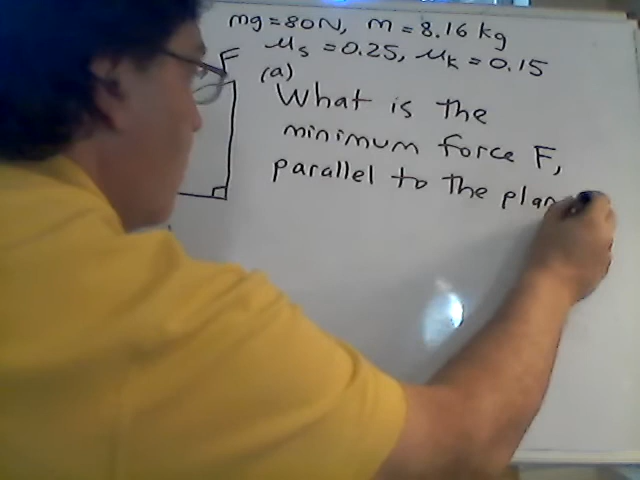 mg = 80N, m = 8.16 kg
μs = 0.25, μk = 0.15
F
(a)
What is the
minimum force F,
parallel to the plan